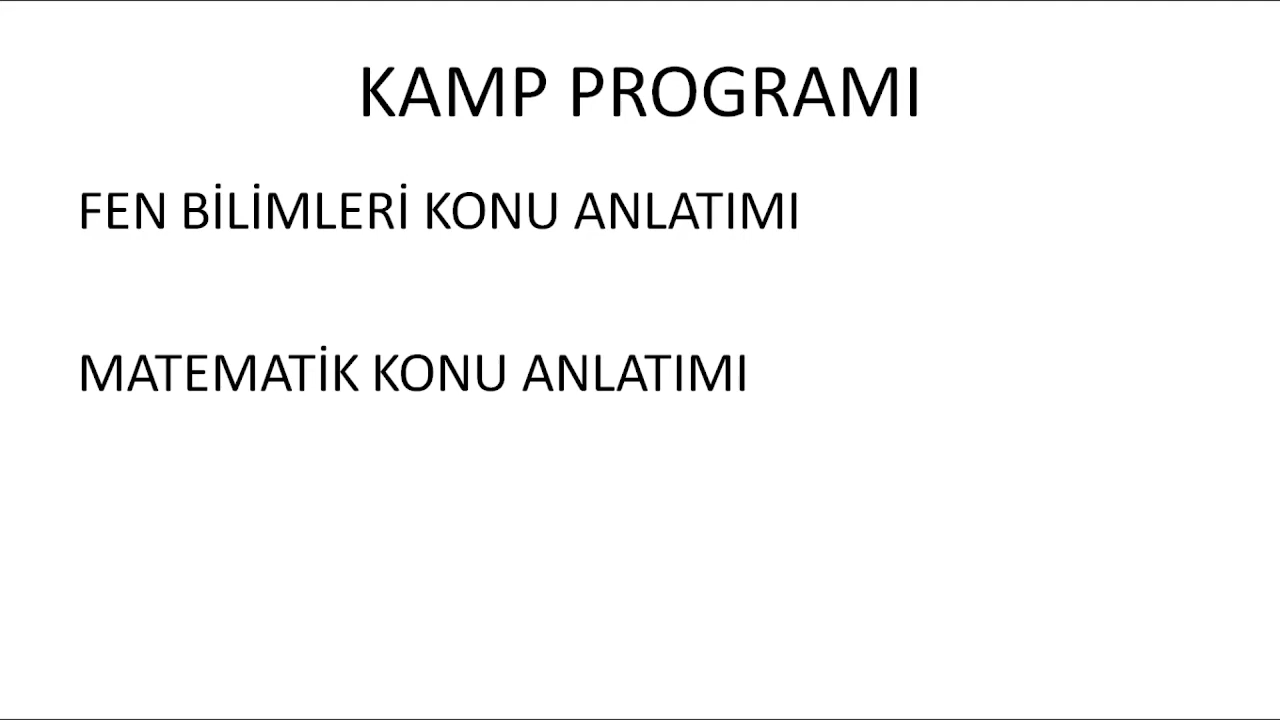 KAMP PROGRAMI
FEN BİLİMLERİ KONU ANLATIMI
MATEMATİK KONU ANLATIMI